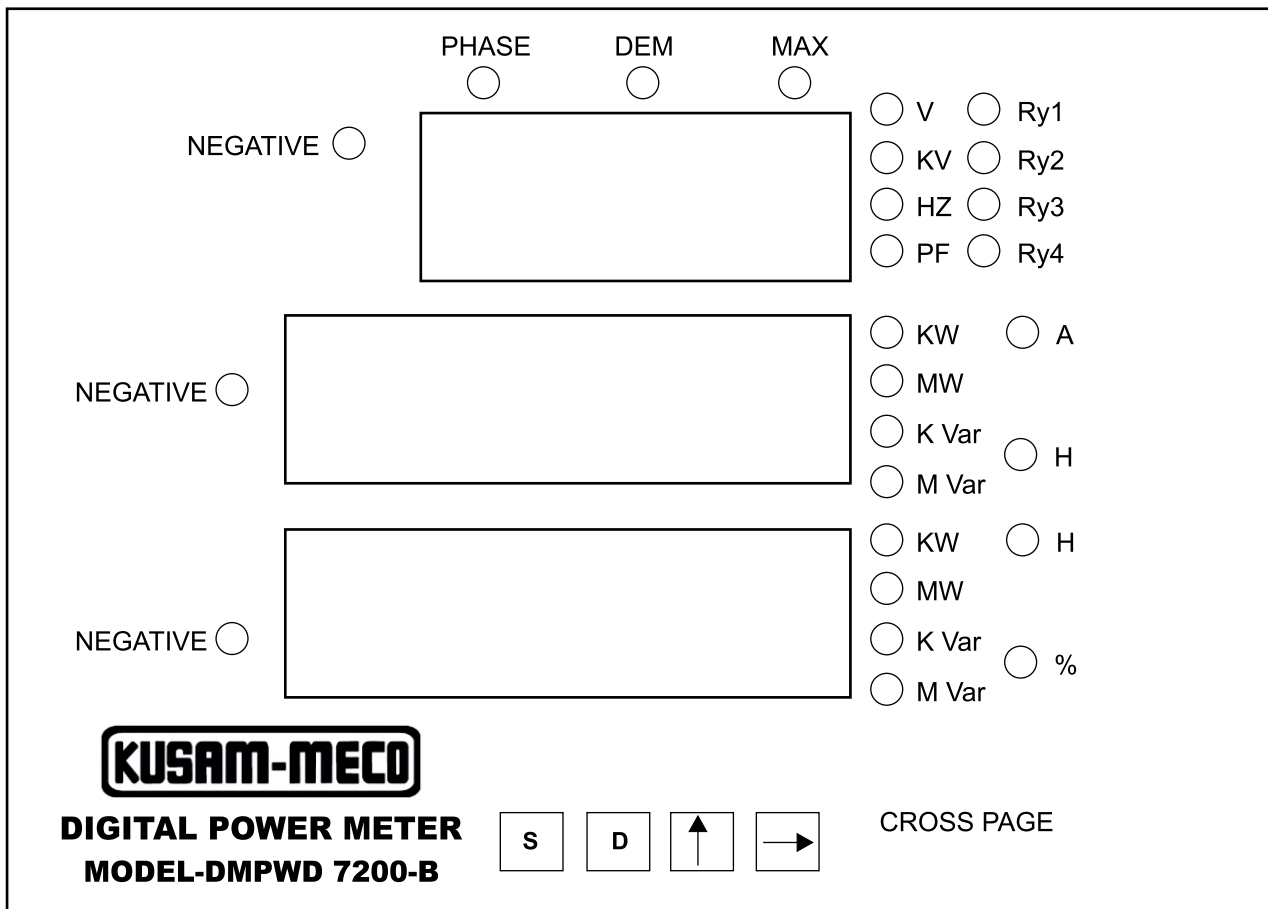 PHASE DEM MAX
V Ry1
NEGATIVE
KV Ry2
HZ Ry3
PF Ry4
KW A
MW
NEGATIVE
K Var
H
M Var
KW H
MW
NEGATIVE
K Var
%
M Var
KUSAM-MECO
DIGITAL POWER METER
MODEL-DMPWD 7200-B
S D
CROSS PAGE